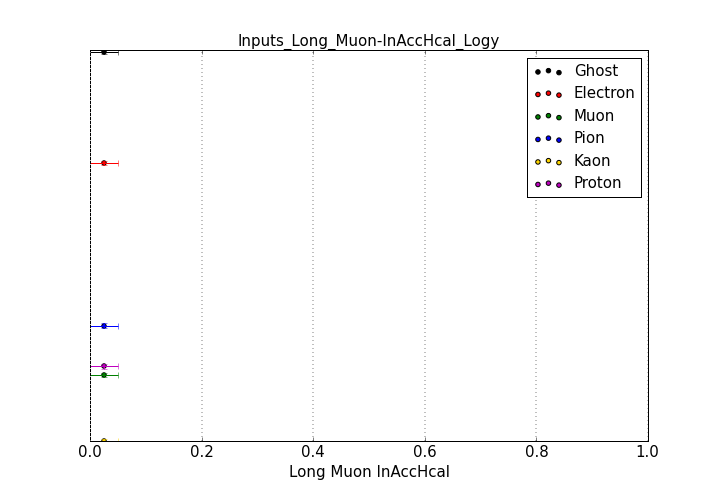 Inputs_Long_Muon-InAccHcal_Logy
Ghost
Electron
Muon
Pion
Kaon
Proton
0.0 0.2 0.4 0.6 0.8 1.0
Long Muon InAccHcal